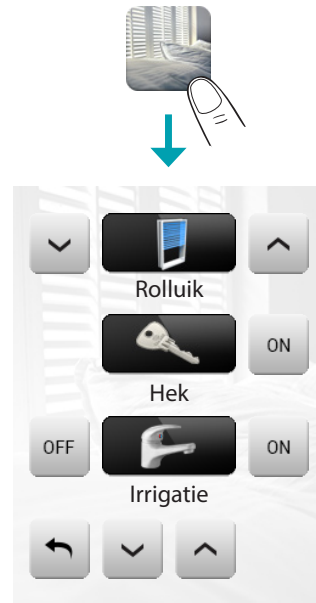 Rolluik
ON
Hek
OFF
ON
Irrigatie